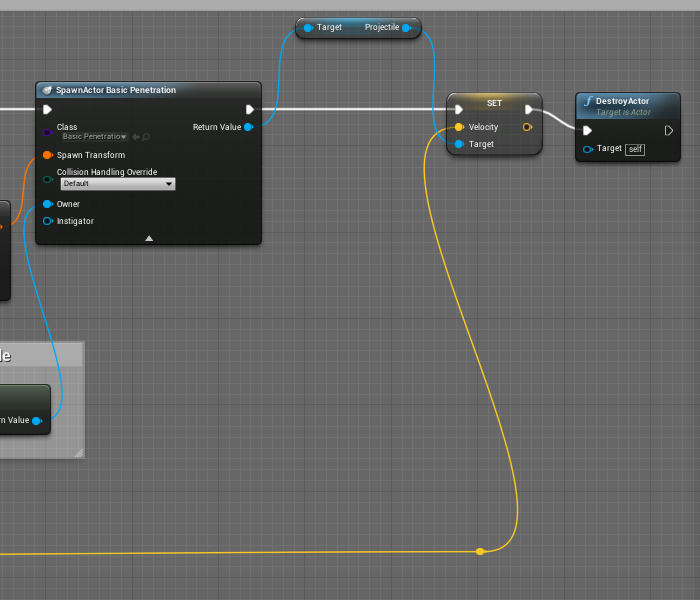 Target Projectile
SpawnActor Basic Penetration
Class
Return Value
Basic Penetratio
Spawn Transform
Collision Handling Override
Default
Owner
Instigator
SET
Velocity
Target
DestroyActor
Target is Actor
Target self
le
rn Value